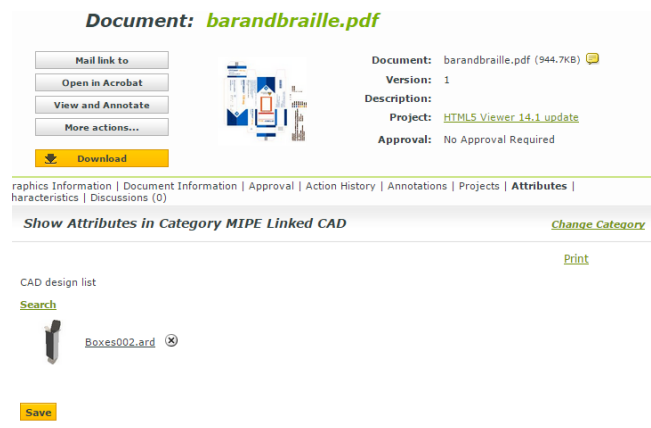 Document: barandbraille.pdf
Mail link to
Open in Acrobat
View and Annotate
More actions...
Download
Document: barandbraille.pdf (944.7KB)
Version: 1
Description:
Project: HTML5 Viewer 14.1 update
Approval: No Approval Required
raphics Information | Document Information | Approval | Action History | Annotations | Projects | Attributes |
haracteristics | Discussions (0)
Show Attributes in Category MIPE Linked CAD
Change Category
Print
CAD design list
Search
Boxes002.ard
Save